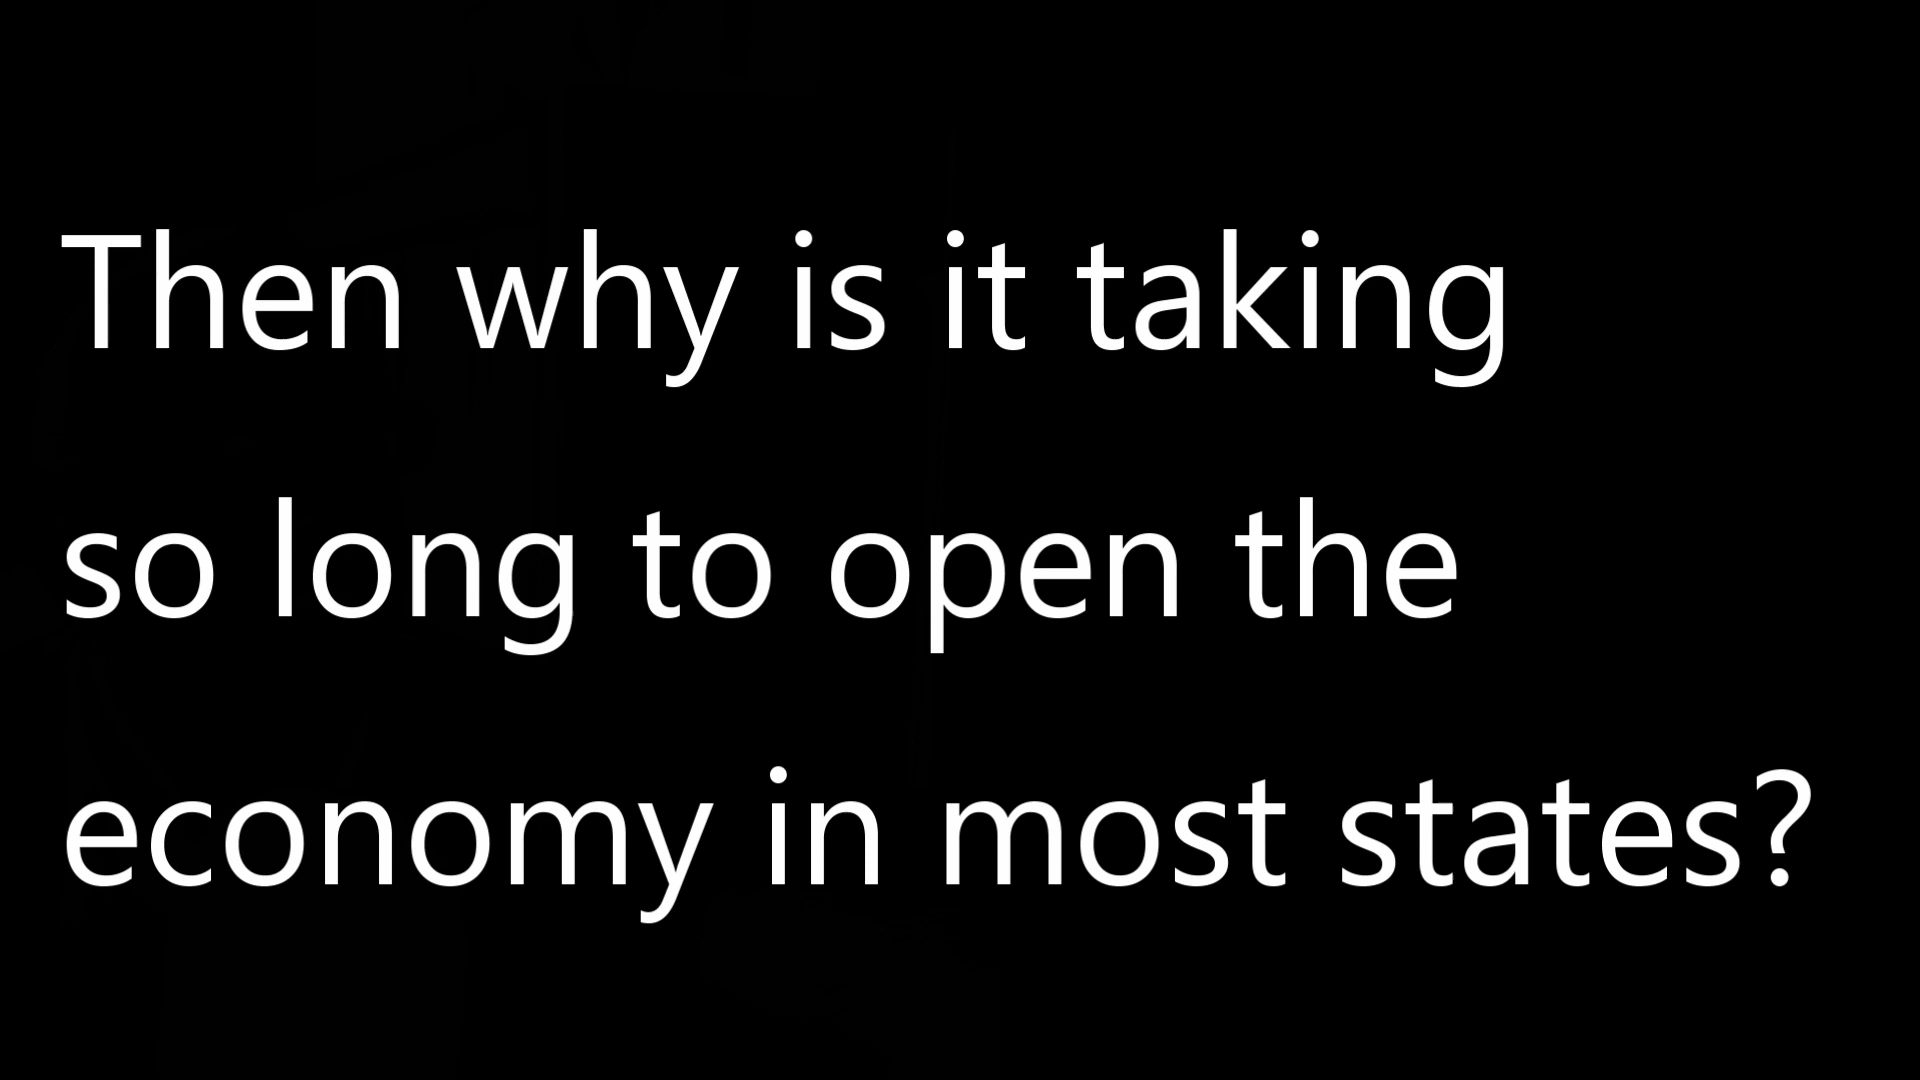 Then why is it taking
so long to open the
economy in most states?